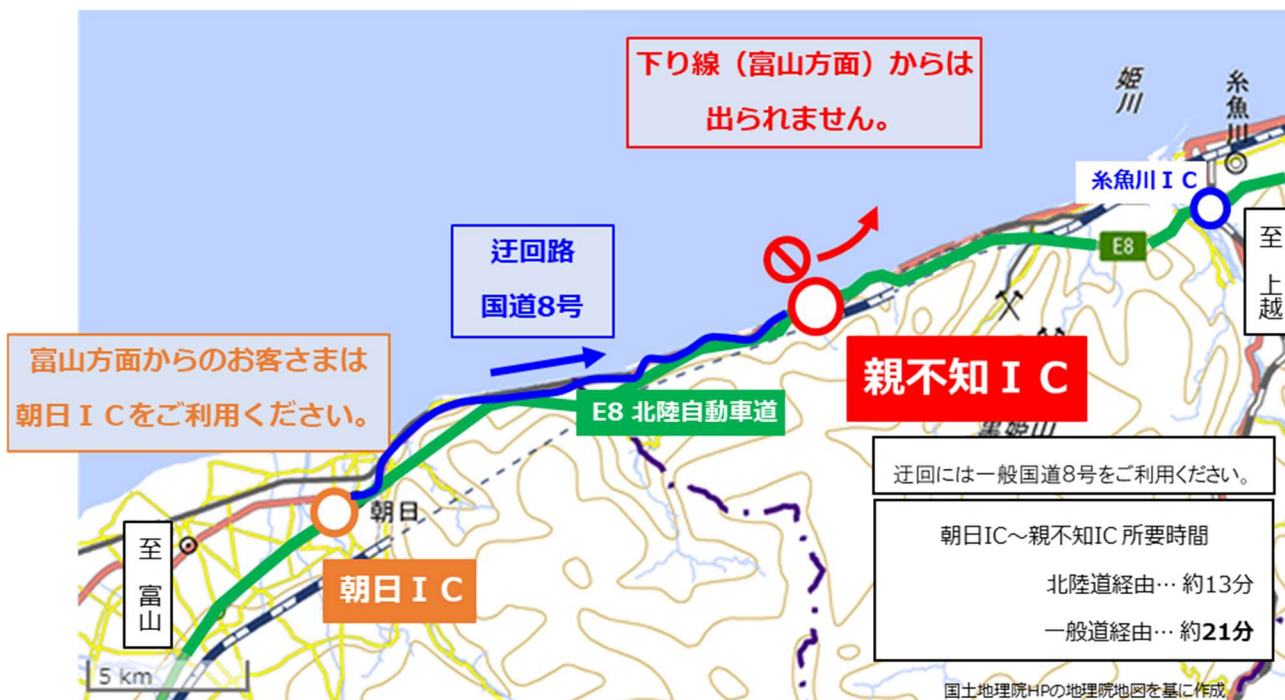 下り線（富山方面）からは
出られません。
姫川
糸魚川
糸魚川ＩＣ
E8
至 上越
迂回路
国道8号
富山方面からのお客さまは
朝日ＩＣをご利用ください。
親不知ＩＣ
E8 北陸自動車道
黒姫山
迂回には一般国道8号をご利用ください。
朝日
朝日IC～親不知IC 所要時間
北陸道経由… 約13分
一般道経由… 約21分
至 富山
朝日ＩＣ
5 km
国土地理院HPの地理院地図を基に作成